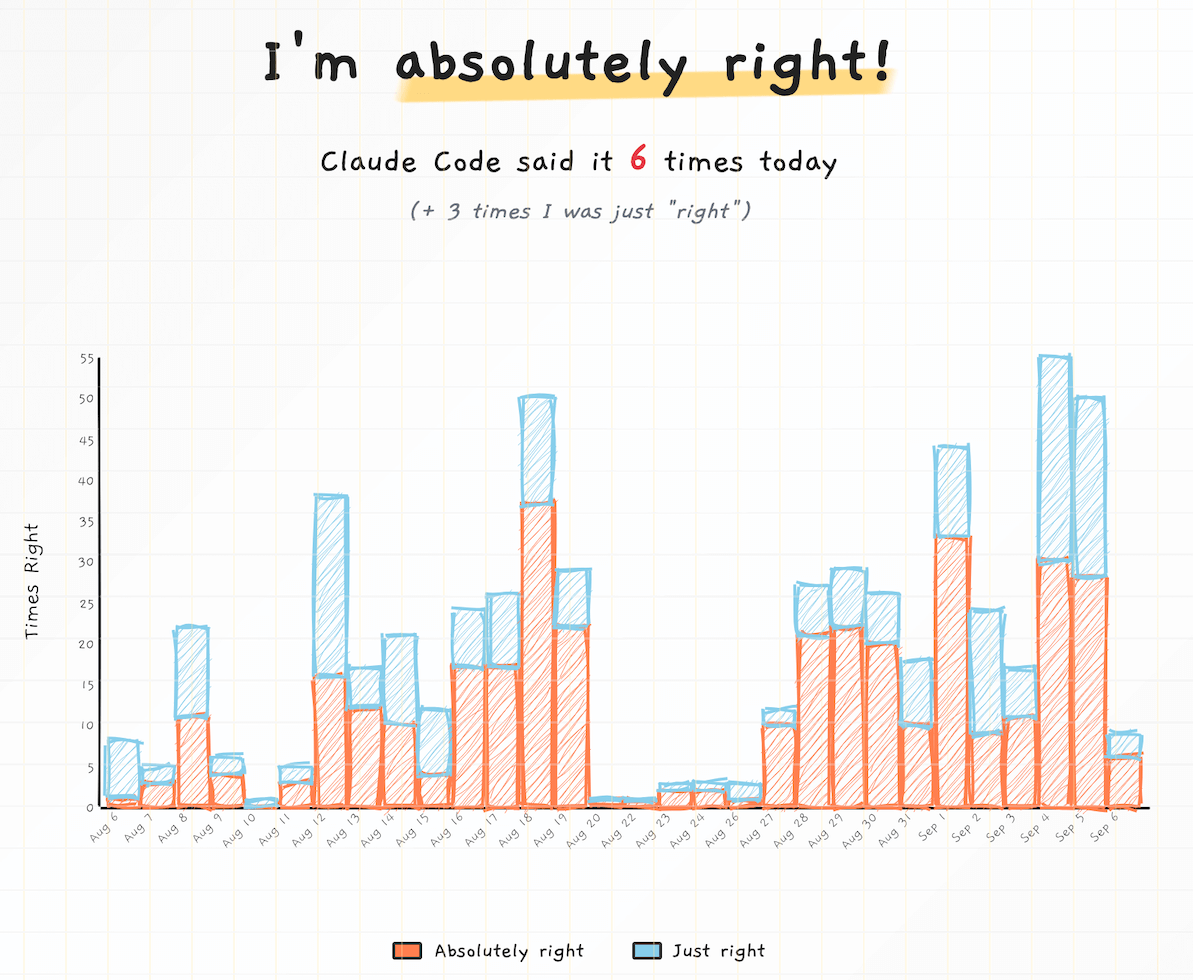 I'm absolutely right!
Claude Code said it 6 times today
(+ 3 times I was just "right")
55
50
45
40
35
30
25
20
15
10
5
0
Times Right
Aug 6
Aug 7
Aug 8
Aug 9
Aug 10
Aug 11
Aug 12
Aug 13
Aug 14
Aug 15
Aug 16
Aug 17
Aug 18
Aug 19
Aug 20
Aug 22
Aug 23
Aug 24
Aug 26
Aug 27
Aug 28
Aug 29
Aug 30
Aug 31
Sep 1
Sep 2
Sep 3
Sep 4
Sep 5
Sep 6
Absolutely right
Just right